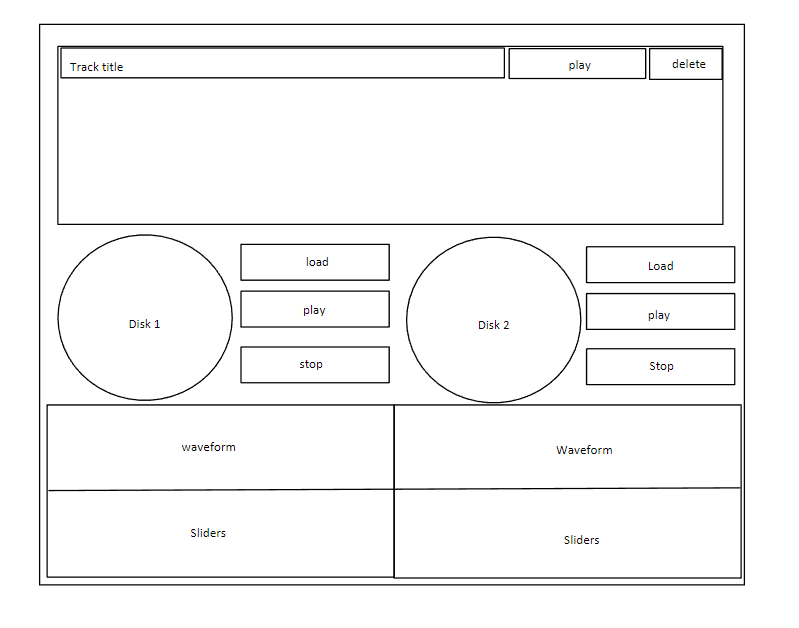 Track title
play
delete
load
Load
play
play
Disk 1
Disk 2
stop
Stop
waveform
Waveform
Sliders
Sliders